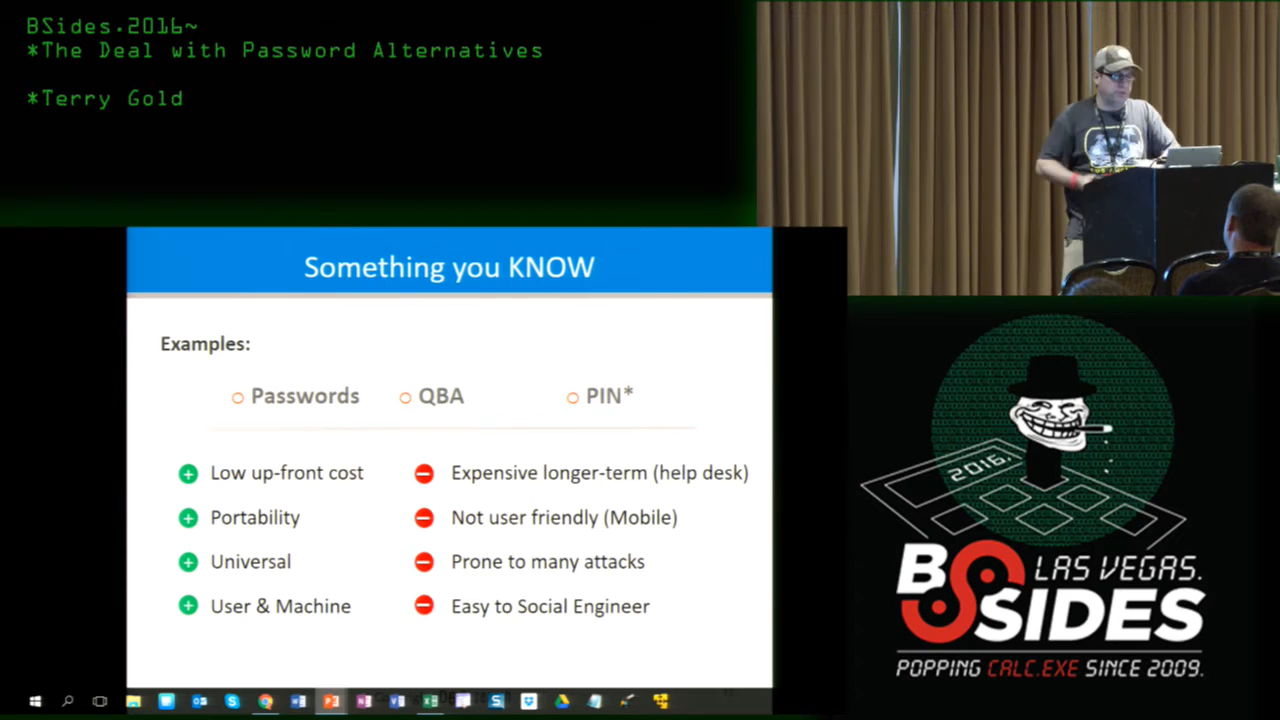 BSides.2016~
*The Deal with Password Alternatives
*Terry Gold
Something you KNOW
Examples:
Passwords QBA PIN*
Low up-front cost Expensive longer-term (help desk)
Portability Not user friendly (Mobile)
Universal Prone to many attacks
User & Machine Easy to Social Engineer
2016.
BSIDES LAS VEGAS.
POPPING CALC.EXE SINCE 2009.